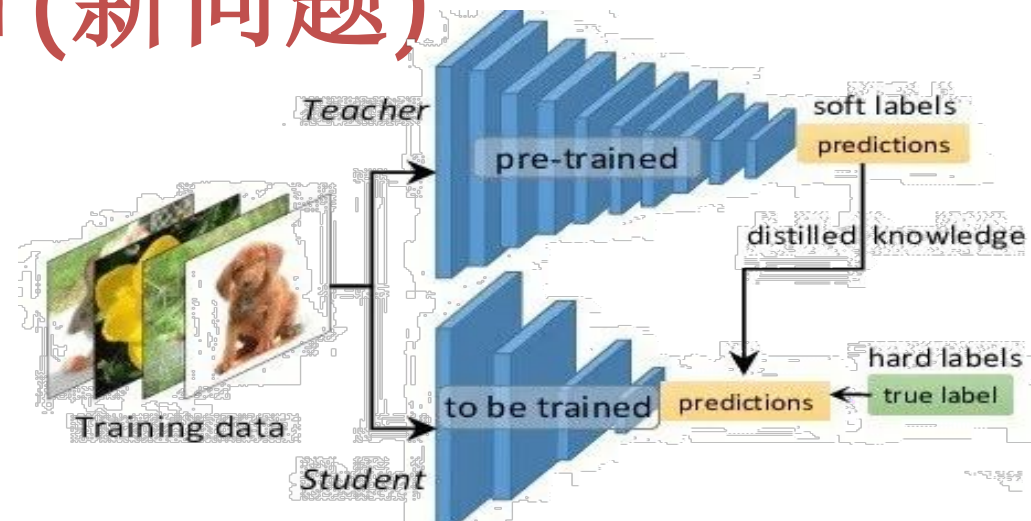 (新问题)
Teacher
pre-trained
soft labels
predictions
distilled knowledge
Training data
to be trained
predictions
hard labels
true label
Student